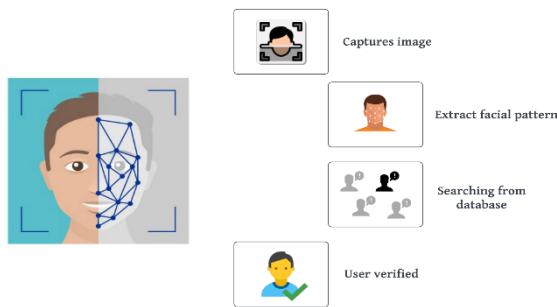 Captures image
Extract facial pattern
Searching from
database
User verified